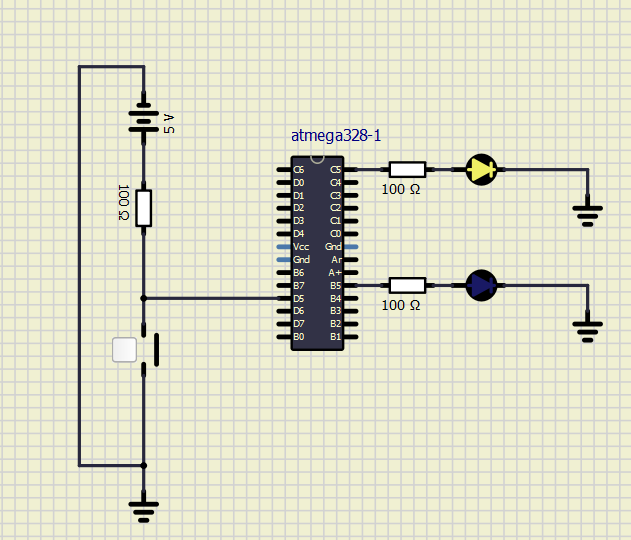 5 V
atmega328-1
100 Ω
C6
D0
D1
D2
D3
D4
Vcc
Gnd
B6
B7
D5
D6
D7
B0
C5
C4
C3
C2
C1
C0
Gnd
Ar
A+
B5
B4
B3
B2
B1
100 Ω
100 Ω